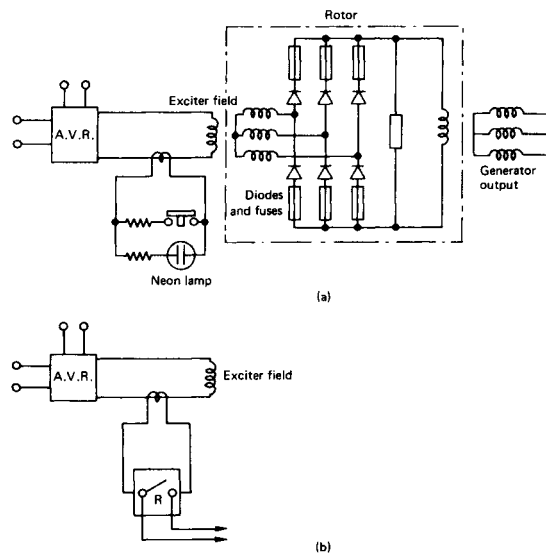 Rotor
Exciter field
A.V.R.
Diodes
and fuses
Generator
output
Neon lamp
(a)
A.V.R.
Exciter field
R
(b)